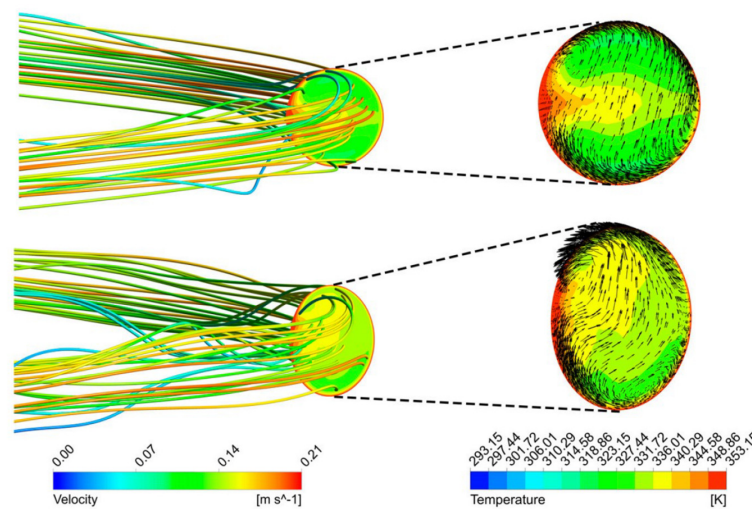 0.00 0.07 0.14 0.21
Velocity [m s^-1]
293.15 297.44 301.72 306.01 310.29 314.58 318.86 323.15 327.44 331.72 336.01 340.29 344.58 348.86 353.15
Temperature [K]